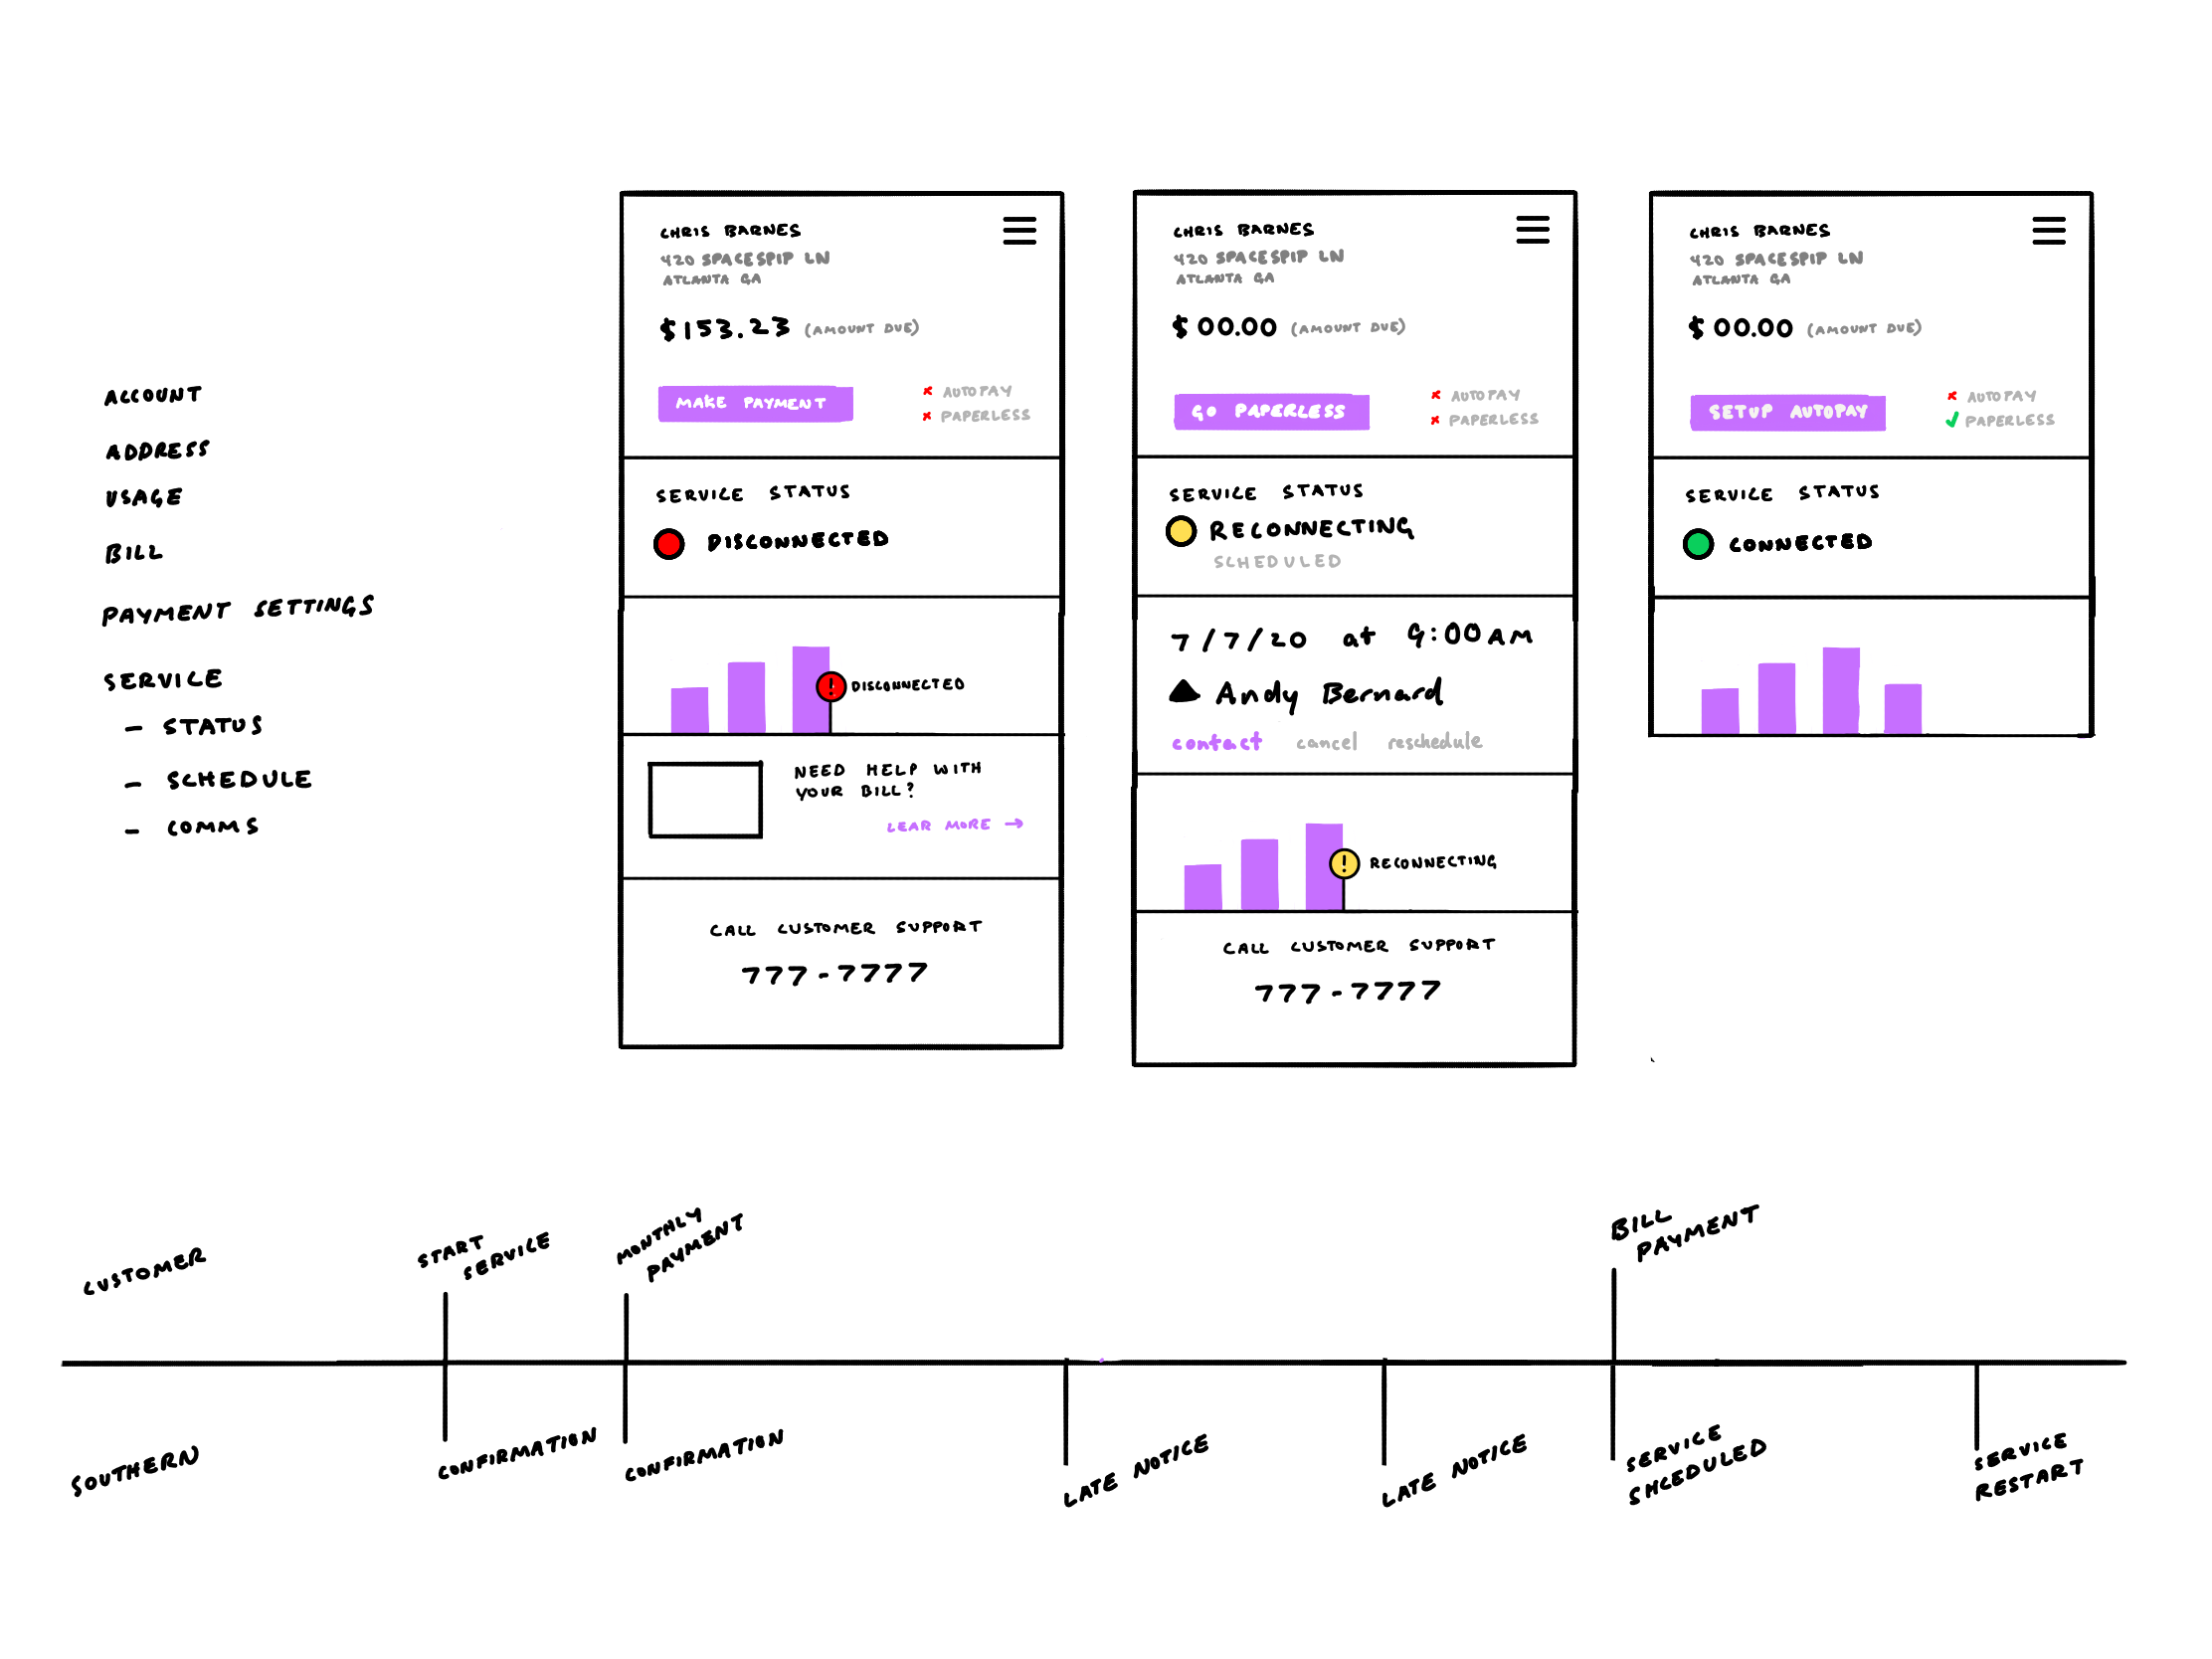 ACCOUNT
ADDRESS
USAGE
BILL
PAYMENT SETTINGS
SERVICE
- STATUS
- SCHEDULE
- COMMS
CHRIS BARNES
420 SPACESPIP LN
ATLANTA GA
$153.23 (AMOUNT DUE)
MAKE PAYMENT
x AUTOPAY
x PAPERLESS
SERVICE STATUS
DISCONNECTED
! DISCONNECTED
NEED HELP WITH
YOUR BILL?
LEAR MORE →
CALL CUSTOMER SUPPORT
777-7777
CHRIS BARNES
420 SPACESPIP LN
ATLANTA GA
$00.00 (AMOUNT DUE)
GO PAPERLESS
x AUTOPAY
x PAPERLESS
SERVICE STATUS
RECONNECTING
SCHEDULED
7/7/20 at 9:00AM
Andy Bernard
contact cancel reschedule
! RECONNECTING
CALL CUSTOMER SUPPORT
777-7777
CHRIS BARNES
420 SPACESPIP LN
ATLANTA GA
$00.00 (AMOUNT DUE)
SETUP AUTOPAY
x AUTOPAY
✓ PAPERLESS
SERVICE STATUS
CONNECTED
CUSTOMER
START
SERVICE
MONTHLY
PAYMENT
BILL
PAYMENT
SOUTHERN
CONFIRMATION
CONFIRMATION
LATE NOTICE
LATE NOTICE
SERVICE
SHCEDULED
SERVICE
RESTART